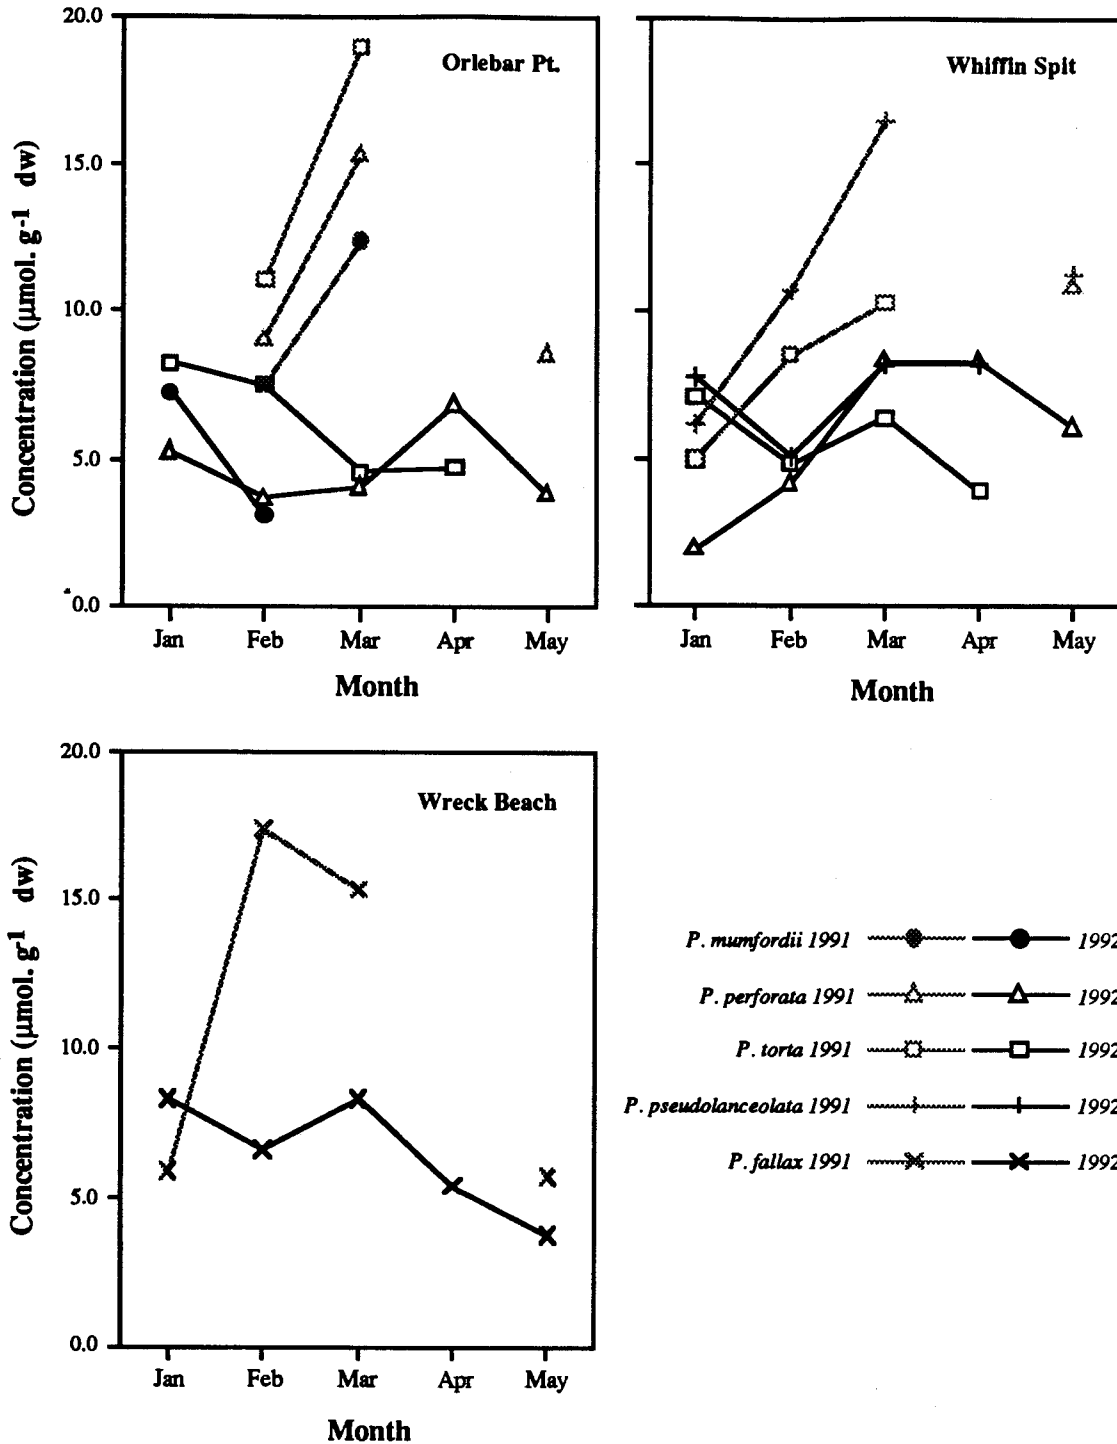 20.0
15.0
10.0
5.0
0.0
Concentration (µmol. g-1 dw)
Orlebar Pt.
Jan Feb Mar Apr May
Month
Whiffin Spit
Jan Feb Mar Apr May
Month
20.0
15.0
10.0
5.0
0.0
Concentration (µmol. g-1 dw)
Wreck Beach
Jan Feb Mar Apr May
Month
P. mumfordii 1991 1992
P. perforata 1991 1992
P. torta 1991 1992
P. pseudolanceolata 1991 1992
P. fallax 1991 1992